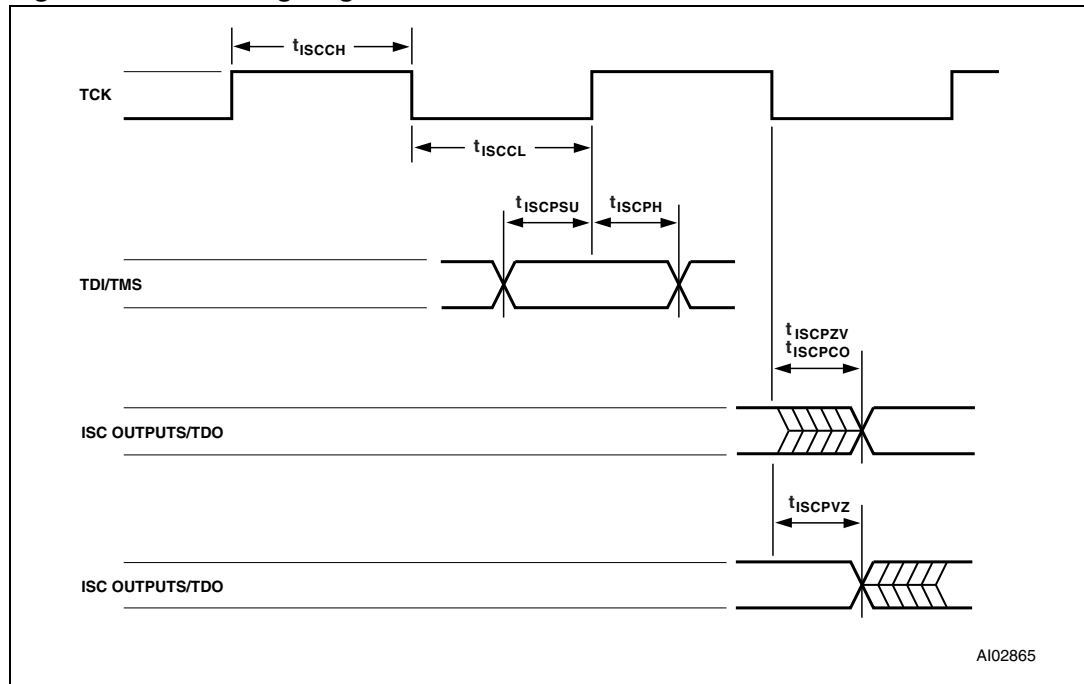 tISCCH
TCK
tISCCL
tISCPSU
tISCPH
TDI/TMS
tISCPZV
tISCPCO
ISC OUTPUTS/TDO
tISCPVZ
ISC OUTPUTS/TDO
AI02865